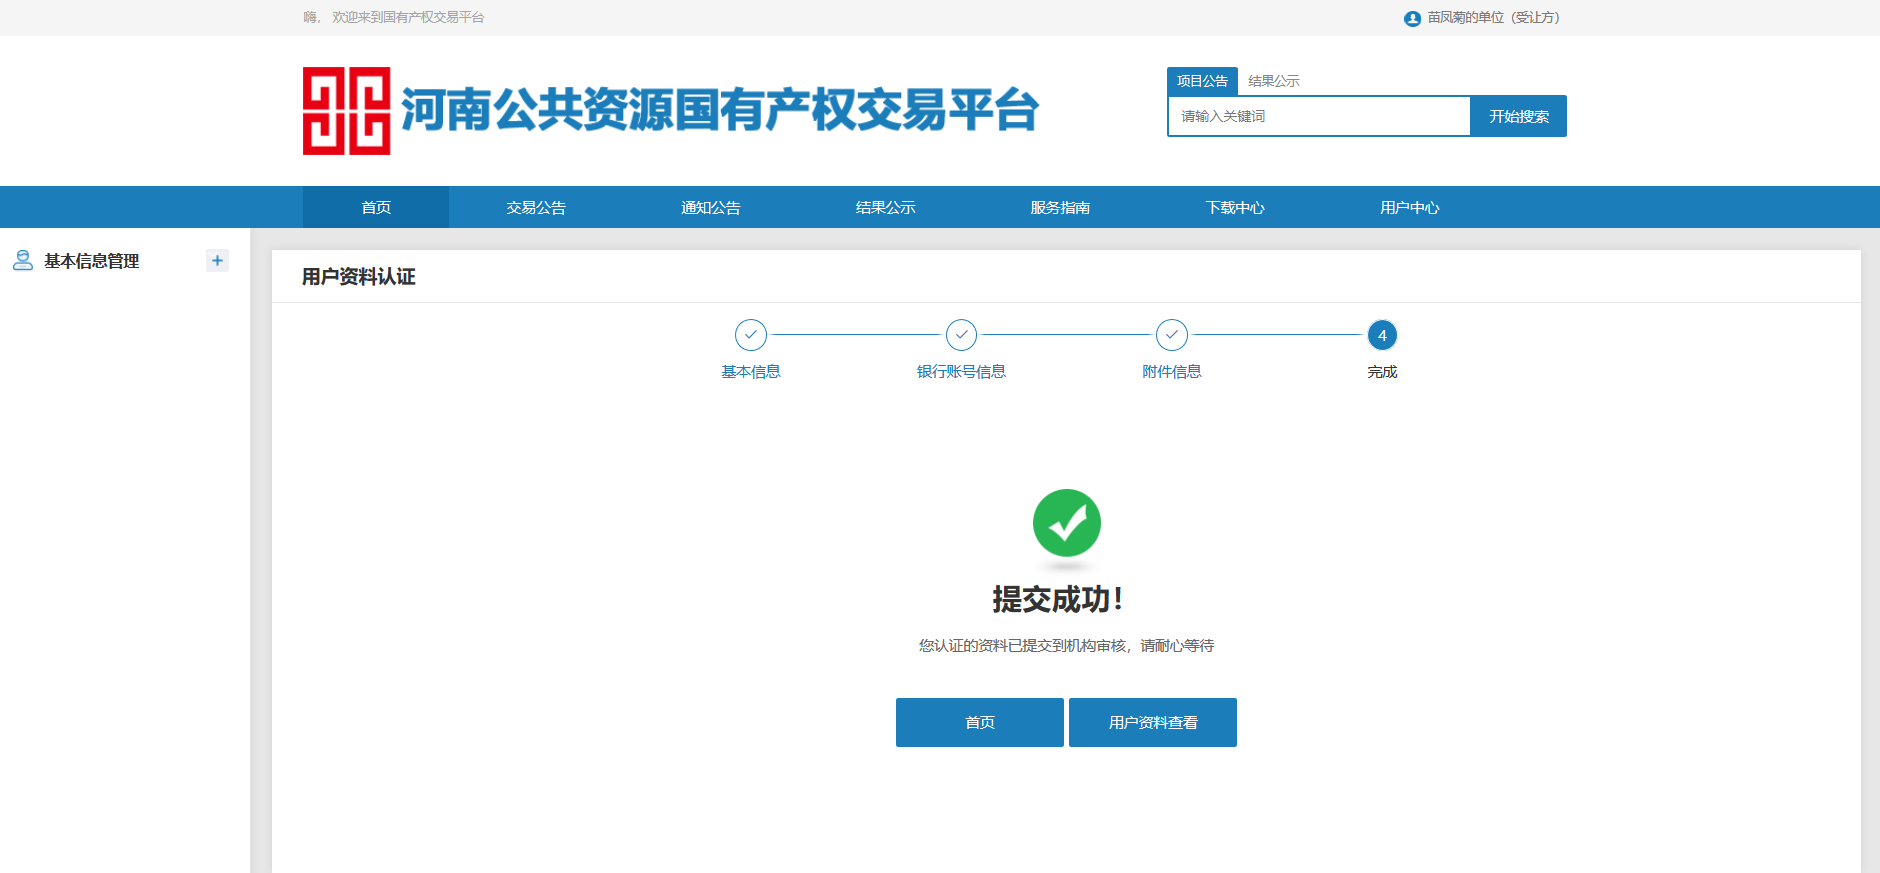 嗨， 欢迎来到国有产权交易平台
苗凤菊的单位（受让方）
河南公共资源国有产权交易平台
项目公告 结果公示
请输入关键词 开始搜索
首页 交易公告 通知公告 结果公示 服务指南 下载中心 用户中心
基本信息管理 +
用户资料认证
4
基本信息 银行账号信息 附件信息 完成
提交成功！
您认证的资料已提交到机构审核，请耐心等待
首页 用户资料查看